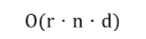 O(r · n · d)